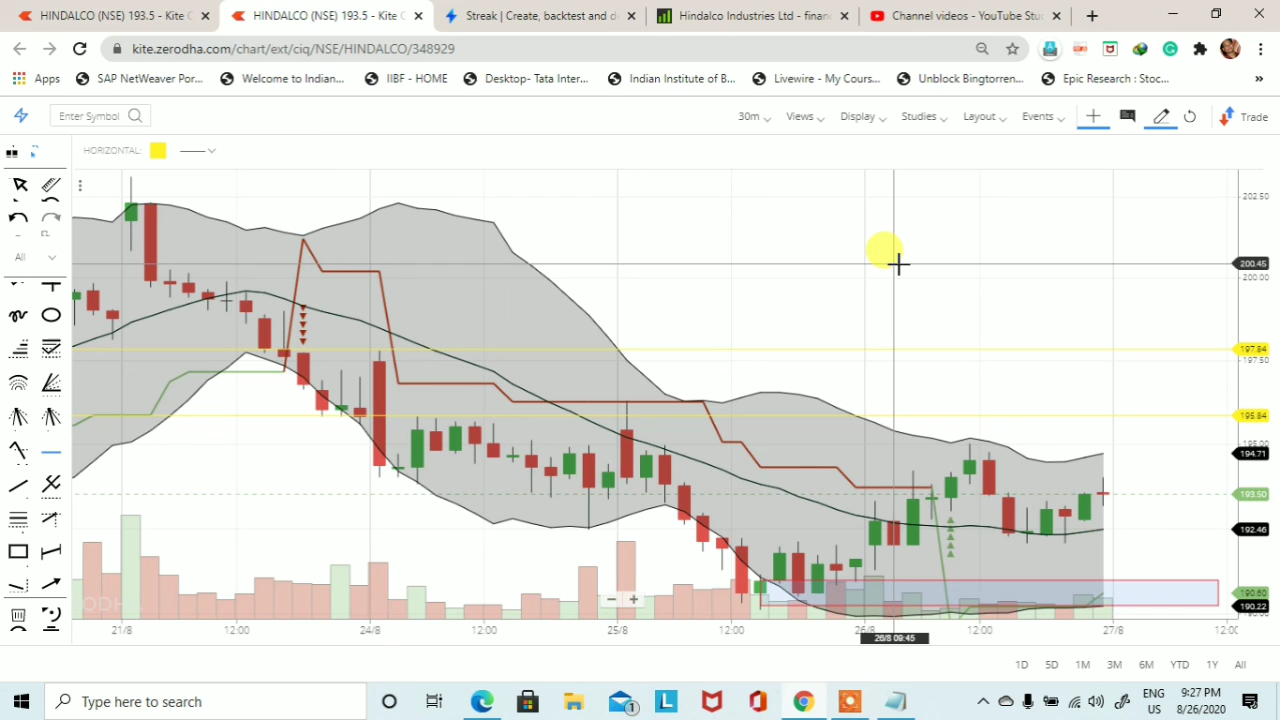 HINDALCO (NSE) 193.5 - Kite C
HINDALCO (NSE) 193.5 - Kite C
Streak | Create, backtest and de
Hindalco Industries Ltd - financ
Channel videos - YouTube Stu
kite.zerodha.com/chart/ext/ciq/NSE/HINDALCO/348929
Apps
SAP NetWeaver Por...
Welcome to Indian...
IIBF - HOME
Desktop- Tata Inter...
Indian Institute of B...
Livewire - My Cours...
Unblock Bingtorren...
Epic Research : Stoc...
»
Enter Symbol
30m
Views
Display
Studies
Layout
Events
Trade
HORIZONTAL:
All
202.50
200.45
200.00
197.84
197.50
195.84
195.00
194.71
193.50
192.46
190.60
190.22
21/8
12:00
24/8
12:00
25/8
12:00
26/8
26/8 09:45
12:00
27/8
12:00
1D
5D
1M
3M
6M
YTD
1Y
All
Type here to search
1
ENG
US
9:27 PM
8/26/2020